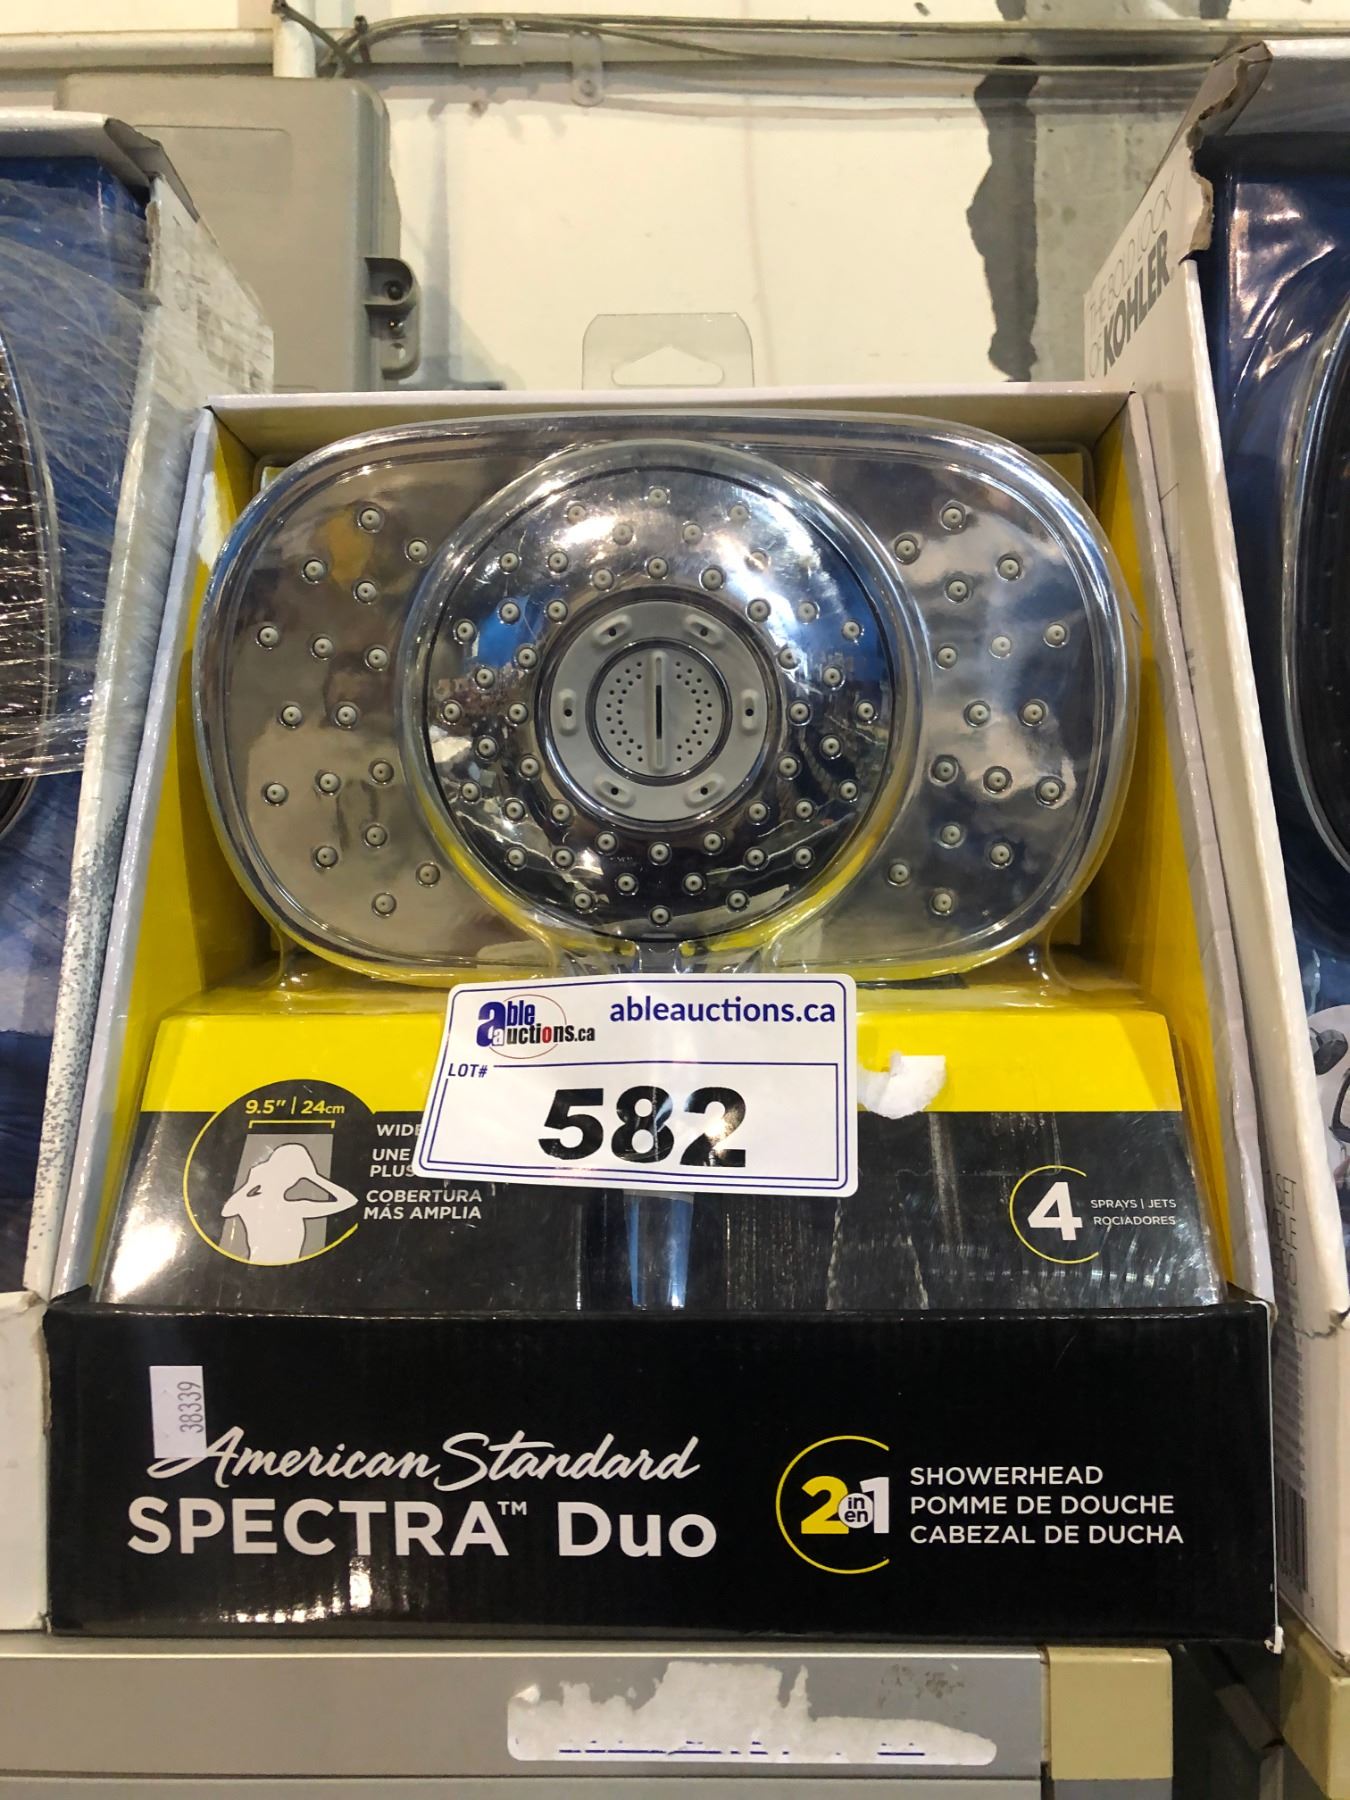 THE BOLD LOOK
OF KOHLER
able auctions.ca
ableauctions.ca
LOT#
582
9.5" | 24cm
WIDE
UNE
PLUS
COBERTURA
MÁS AMPLIA
4
SPRAYS | JETS
ROCIADORES
38339
American Standard
SPECTRA™ Duo
2 in en 1
SHOWERHEAD
POMME DE DOUCHE
CABEZAL DE DUCHA